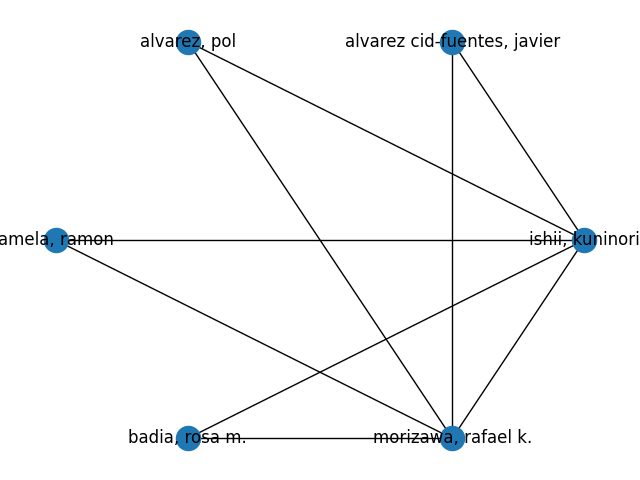 alvarez, pol
alvarez cid-fuentes, javier
amela, ramon
ishii, kuninori
badia, rosa m.
morizawa, rafael k.